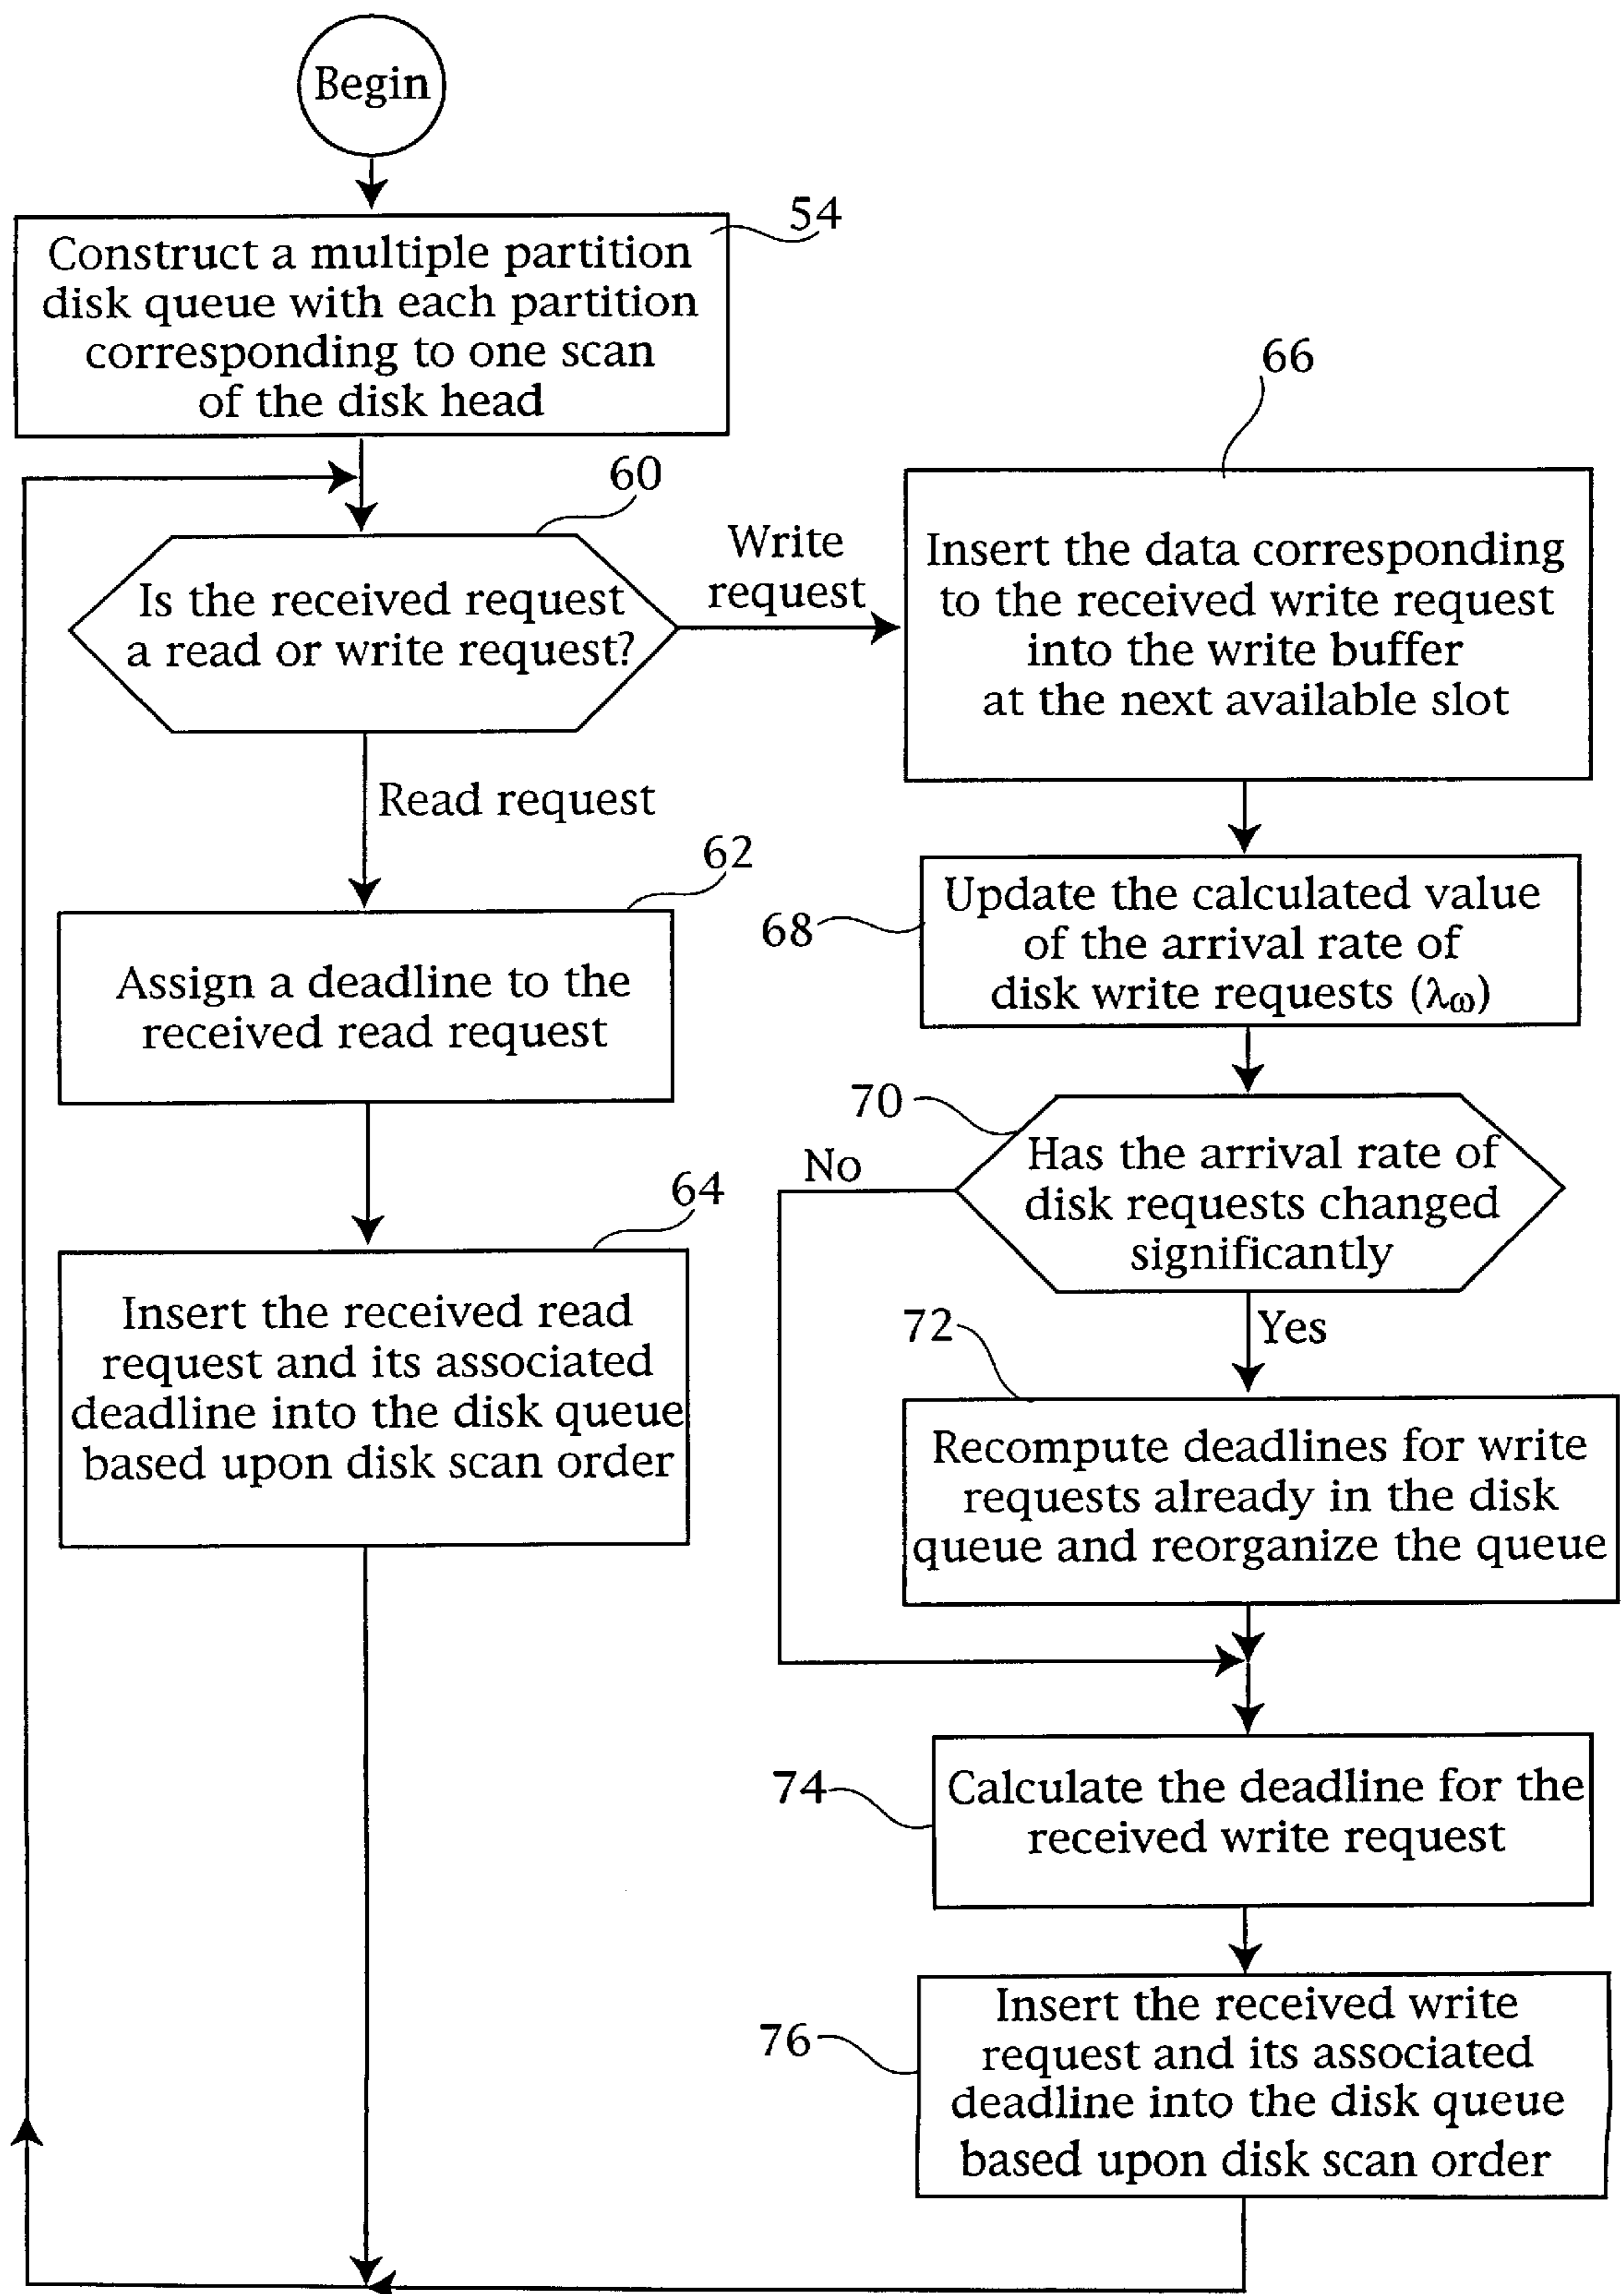 Begin
54
Construct a multiple partition
disk queue with each partition
corresponding to one scan
of the disk head
60
Is the received request
a read or write request?
Write
request
66
Insert the data corresponding
to the received write request
into the write buffer
at the next available slot
Read request
62
Assign a deadline to the
received read request
64
Insert the received read
request and its associated
deadline into the disk queue
based upon disk scan order
68
Update the calculated value
of the arrival rate of
disk write requests (λω)
70
Has the arrival rate of
disk requests changed
significantly
No
Yes
72
Recompute deadlines for write
requests already in the disk
queue and reorganize the queue
74
Calculate the deadline for the
received write request
76
Insert the received write
request and its associated
deadline into the disk queue
based upon disk scan order